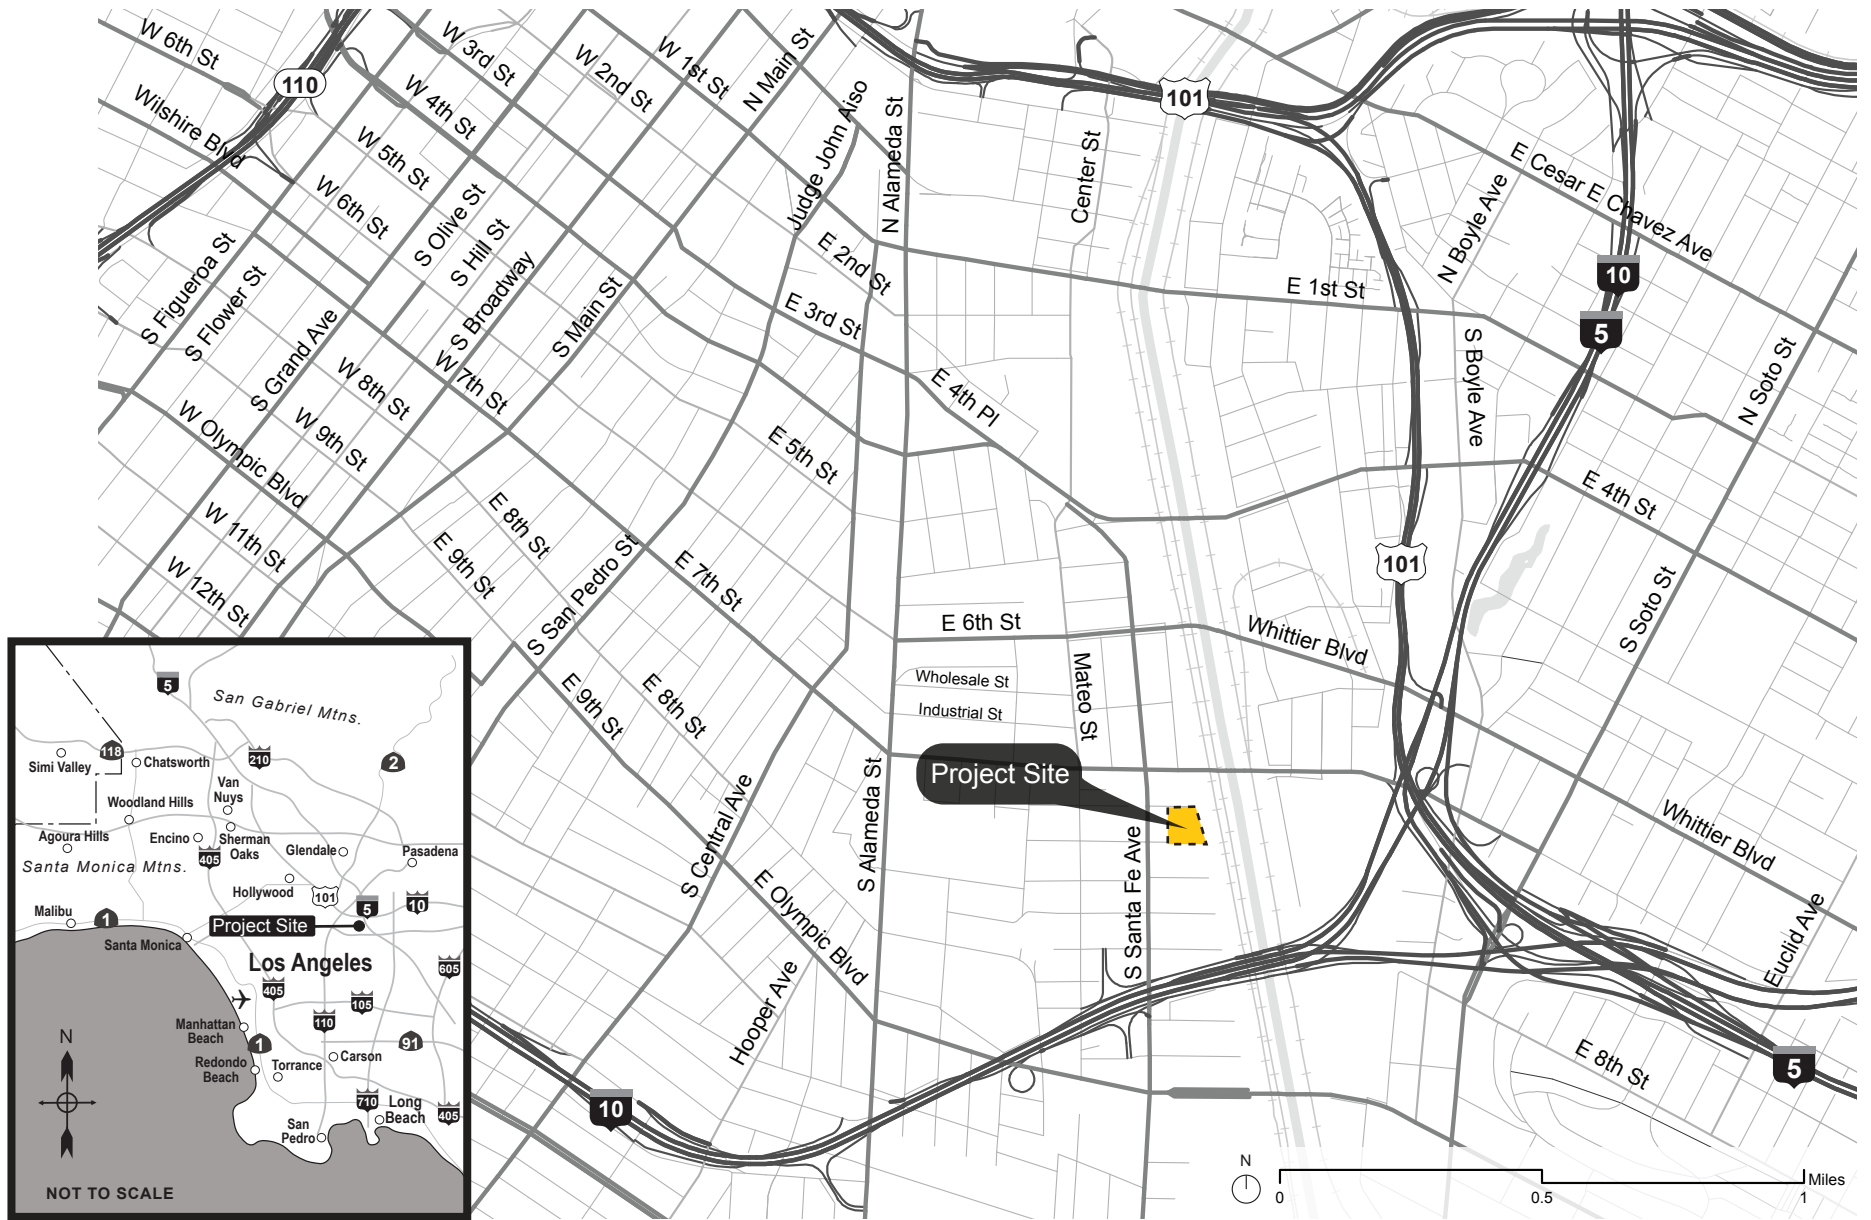 W 6th St
110
W 3rd St
W 2nd St
W 1st St
N Main St
Wilshire Blvd
W 4th St
Judge John Aiso
N Alameda St
101
Center St
E Cesar E Chavez Ave
W 5th St
W 6th St
S Olive St
S Hill St
N Boyle Ave
S Figueroa St
S Flower St
S Broadway
S Main St
E 2nd St
E 1st St
10
E 3rd St
5
S Grand Ave
W 8th St
W 7th St
E 4th Pl
S Boyle Ave
N Soto St
W Olympic Blvd
W 9th St
E 5th St
E 4th St
W 11th St
E 8th St
E 9th St
W 12th St
S San Pedro St
E 7th St
101
S Soto St
E 6th St
Whittier Blvd
E 9th St
E 8th St
Wholesale St
Industrial St
Mateo St
Project Site
S Central Ave
S Alameda St
S Santa Fe Ave
Whittier Blvd
E Olympic Blvd
Hooper Ave
Euclid Ave
E 8th St
5
10
N
0
0.5
1
Miles
5
San Gabriel Mtns.
118
Simi Valley
Chatsworth
210
2
Van
Nuys
Woodland Hills
Agoura Hills
Encino
Sherman
Oaks
Glendale
Pasadena
405
Santa Monica Mtns.
Hollywood
101
5
10
Malibu
1
Project Site
Santa Monica
Los Angeles
605
405
105
110
Manhattan
Beach
1
91
Redondo
Beach
Torrance
Carson
N
710
Long
Beach
405
San
Pedro
NOT TO SCALE